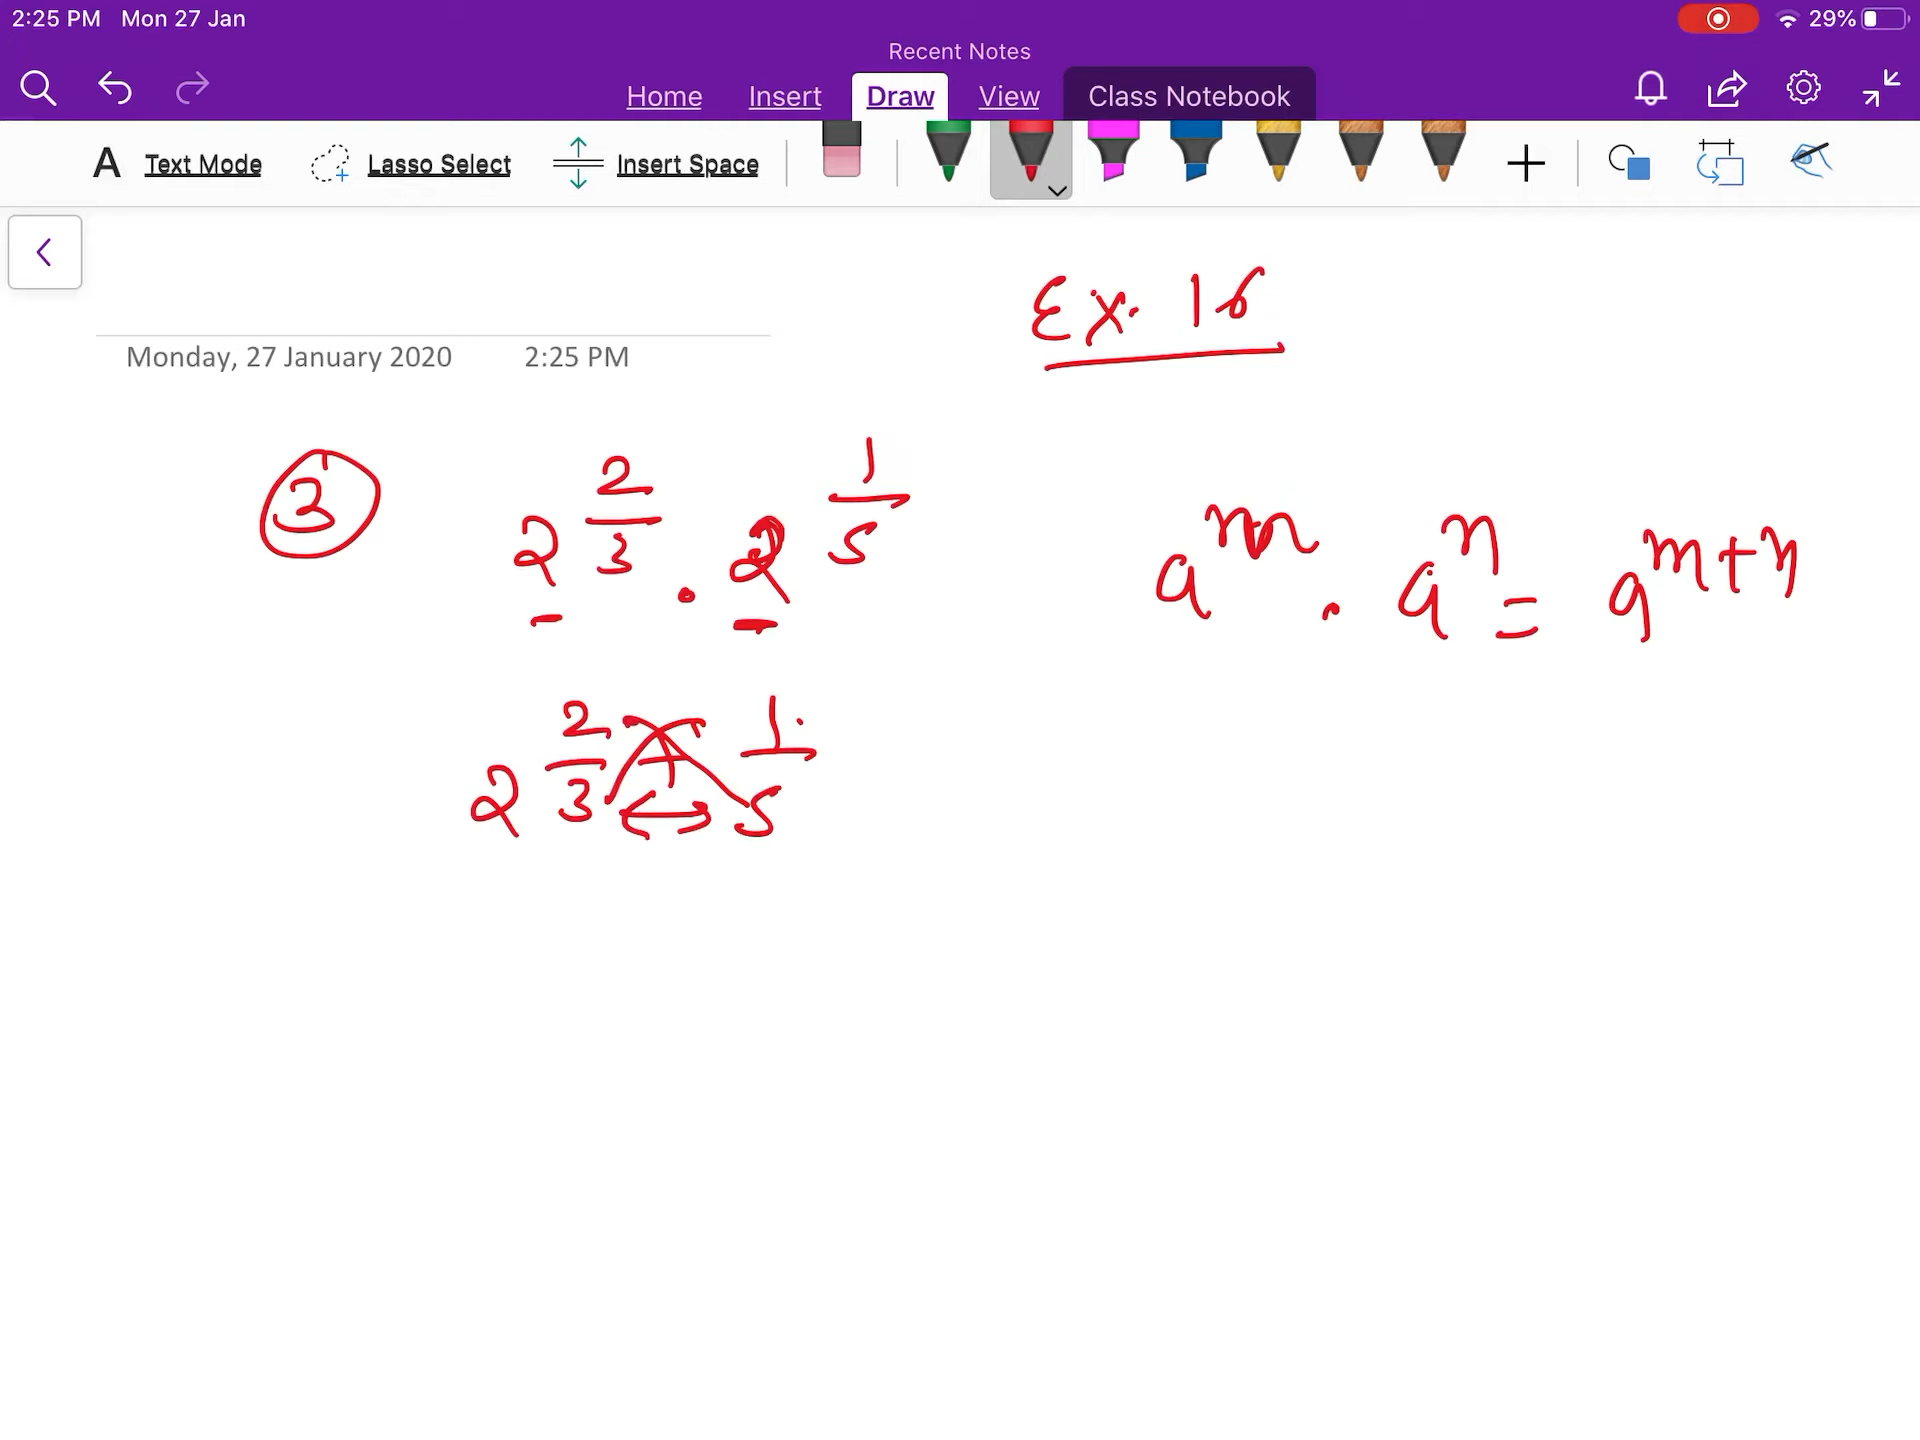 2:25 PM Mon 27 Jan 29%
Recent Notes
Home Insert Draw View Class Notebook
A Text Mode Lasso Select Insert Space
Ex. 16
Monday, 27 January 2020 2:25 PM
3 2^(2/3) . 2^(1/5) a^m . a^n = a^(m+n)
2^(2/3 + 1/5)